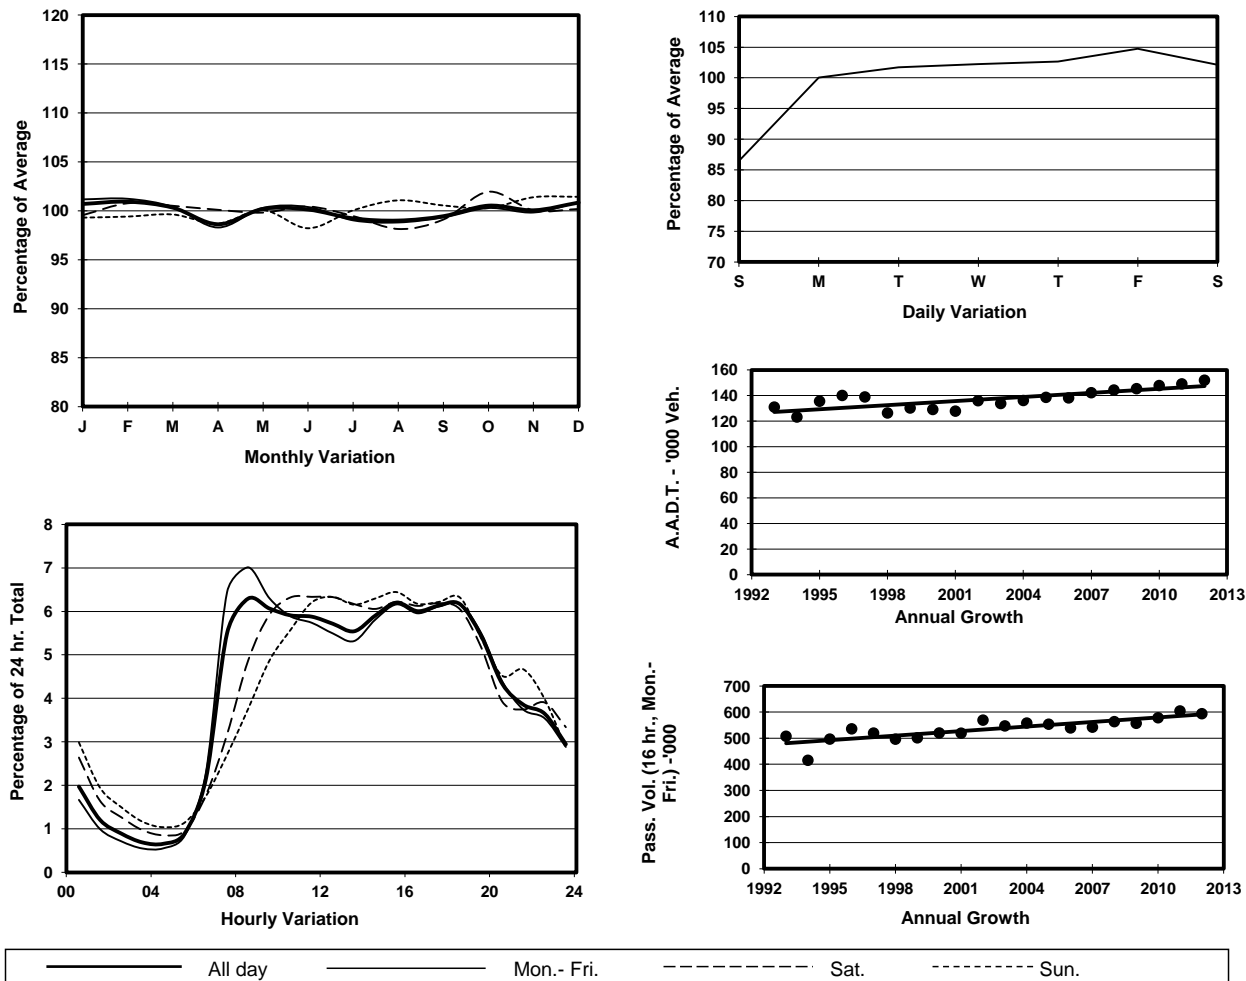 120
115
110
105
100
95
90
85
80
Percentage of Average
J F M A M J J A S O N D
Monthly Variation
110
105
100
95
90
85
80
75
70
Percentage of Average
S M T W T F S
Daily Variation
160
140
120
100
80
60
40
20
0
A.A.D.T. - '000 Veh.
1992 1995 1998 2001 2004 2007 2010 2013
Annual Growth
8
7
6
5
4
3
2
1
0
Percentage of 24 hr. Total
00 04 08 12 16 20 24
Hourly Variation
700
600
500
400
300
200
100
0
Pass. Vol. (16 hr., Mon.-
Fri.) -'000
1992 1995 1998 2001 2004 2007 2010 2013
Annual Growth
All day Mon.- Fri. Sat. Sun.